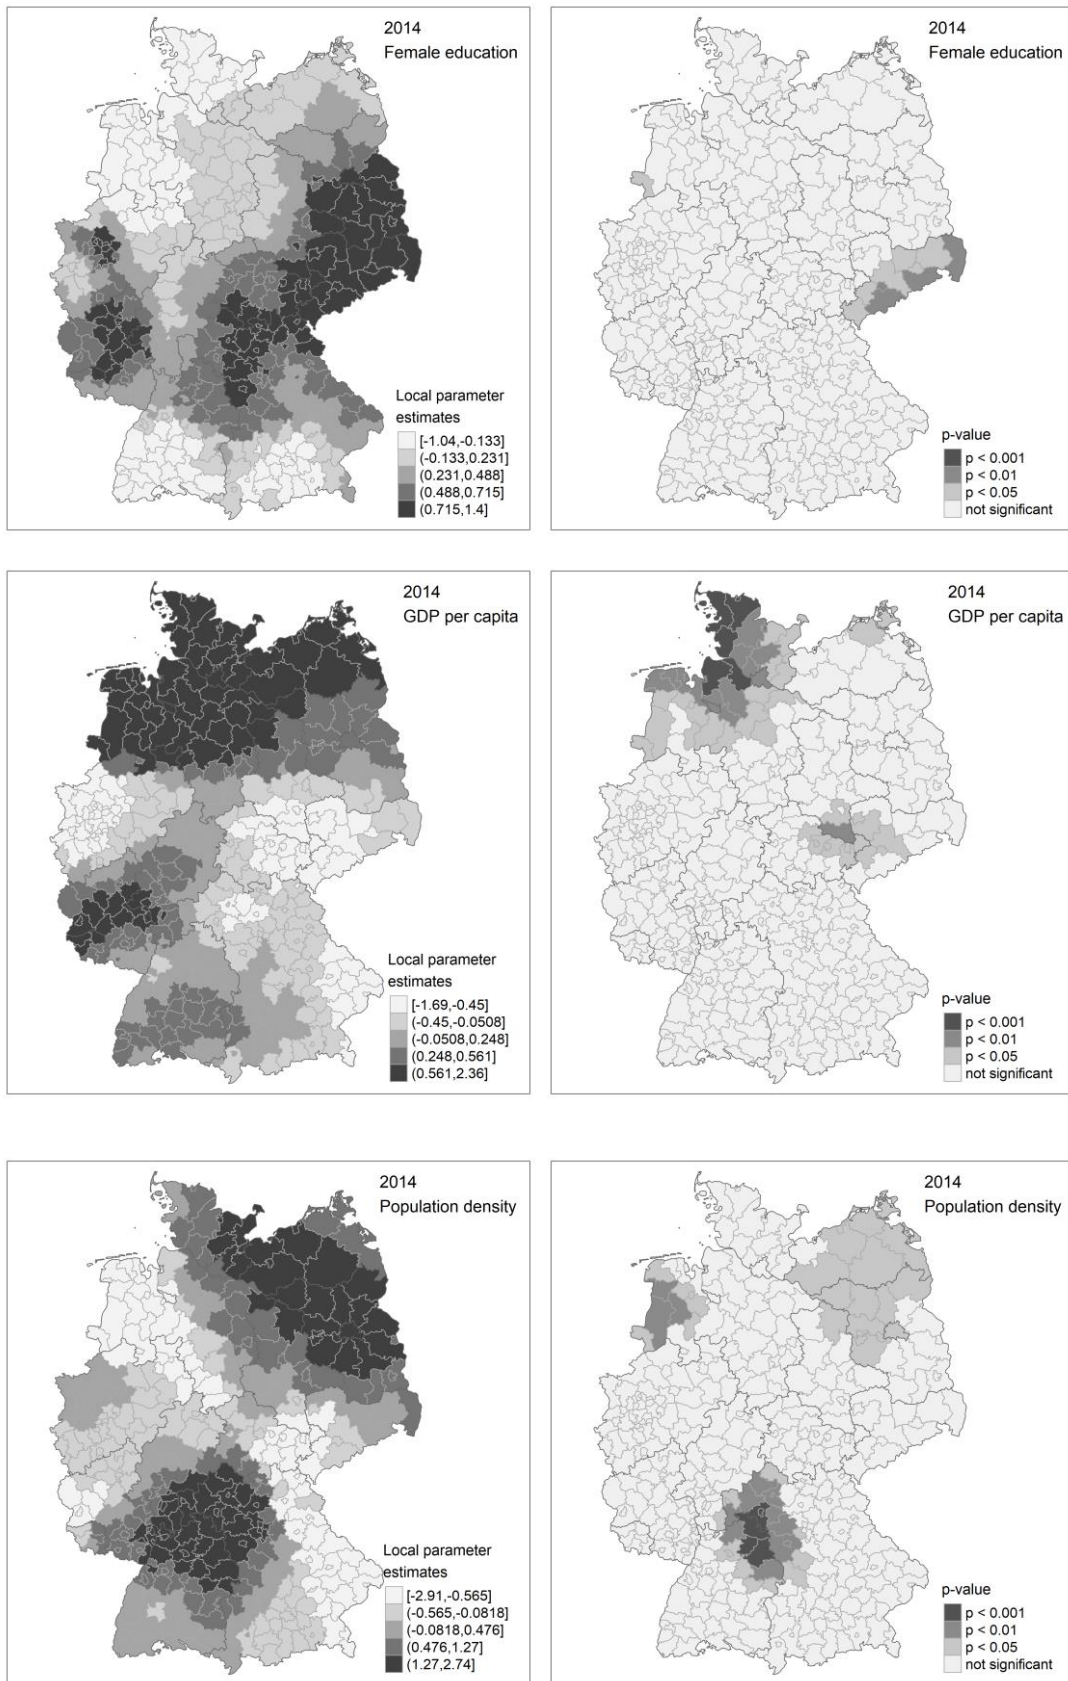 2014
Female education
Local parameter
estimates
[-1.04,-0.133]
(-0.133,0.231]
(0.231,0.488]
(0.488,0.715]
(0.715,1.4]
2014
Female education
p-value
p < 0.001
p < 0.01
p < 0.05
not significant
2014
GDP per capita
Local parameter
estimates
[-1.69,-0.45]
(-0.45,-0.0508]
(-0.0508,0.248]
(0.248,0.561]
(0.561,2.36]
2014
GDP per capita
p-value
p < 0.001
p < 0.01
p < 0.05
not significant
2014
Population density
Local parameter
estimates
[-2.91,-0.565]
(-0.565,-0.0818]
(-0.0818,0.476]
(0.476,1.27]
(1.27,2.74]
2014
Population density
p-value
p < 0.001
p < 0.01
p < 0.05
not significant